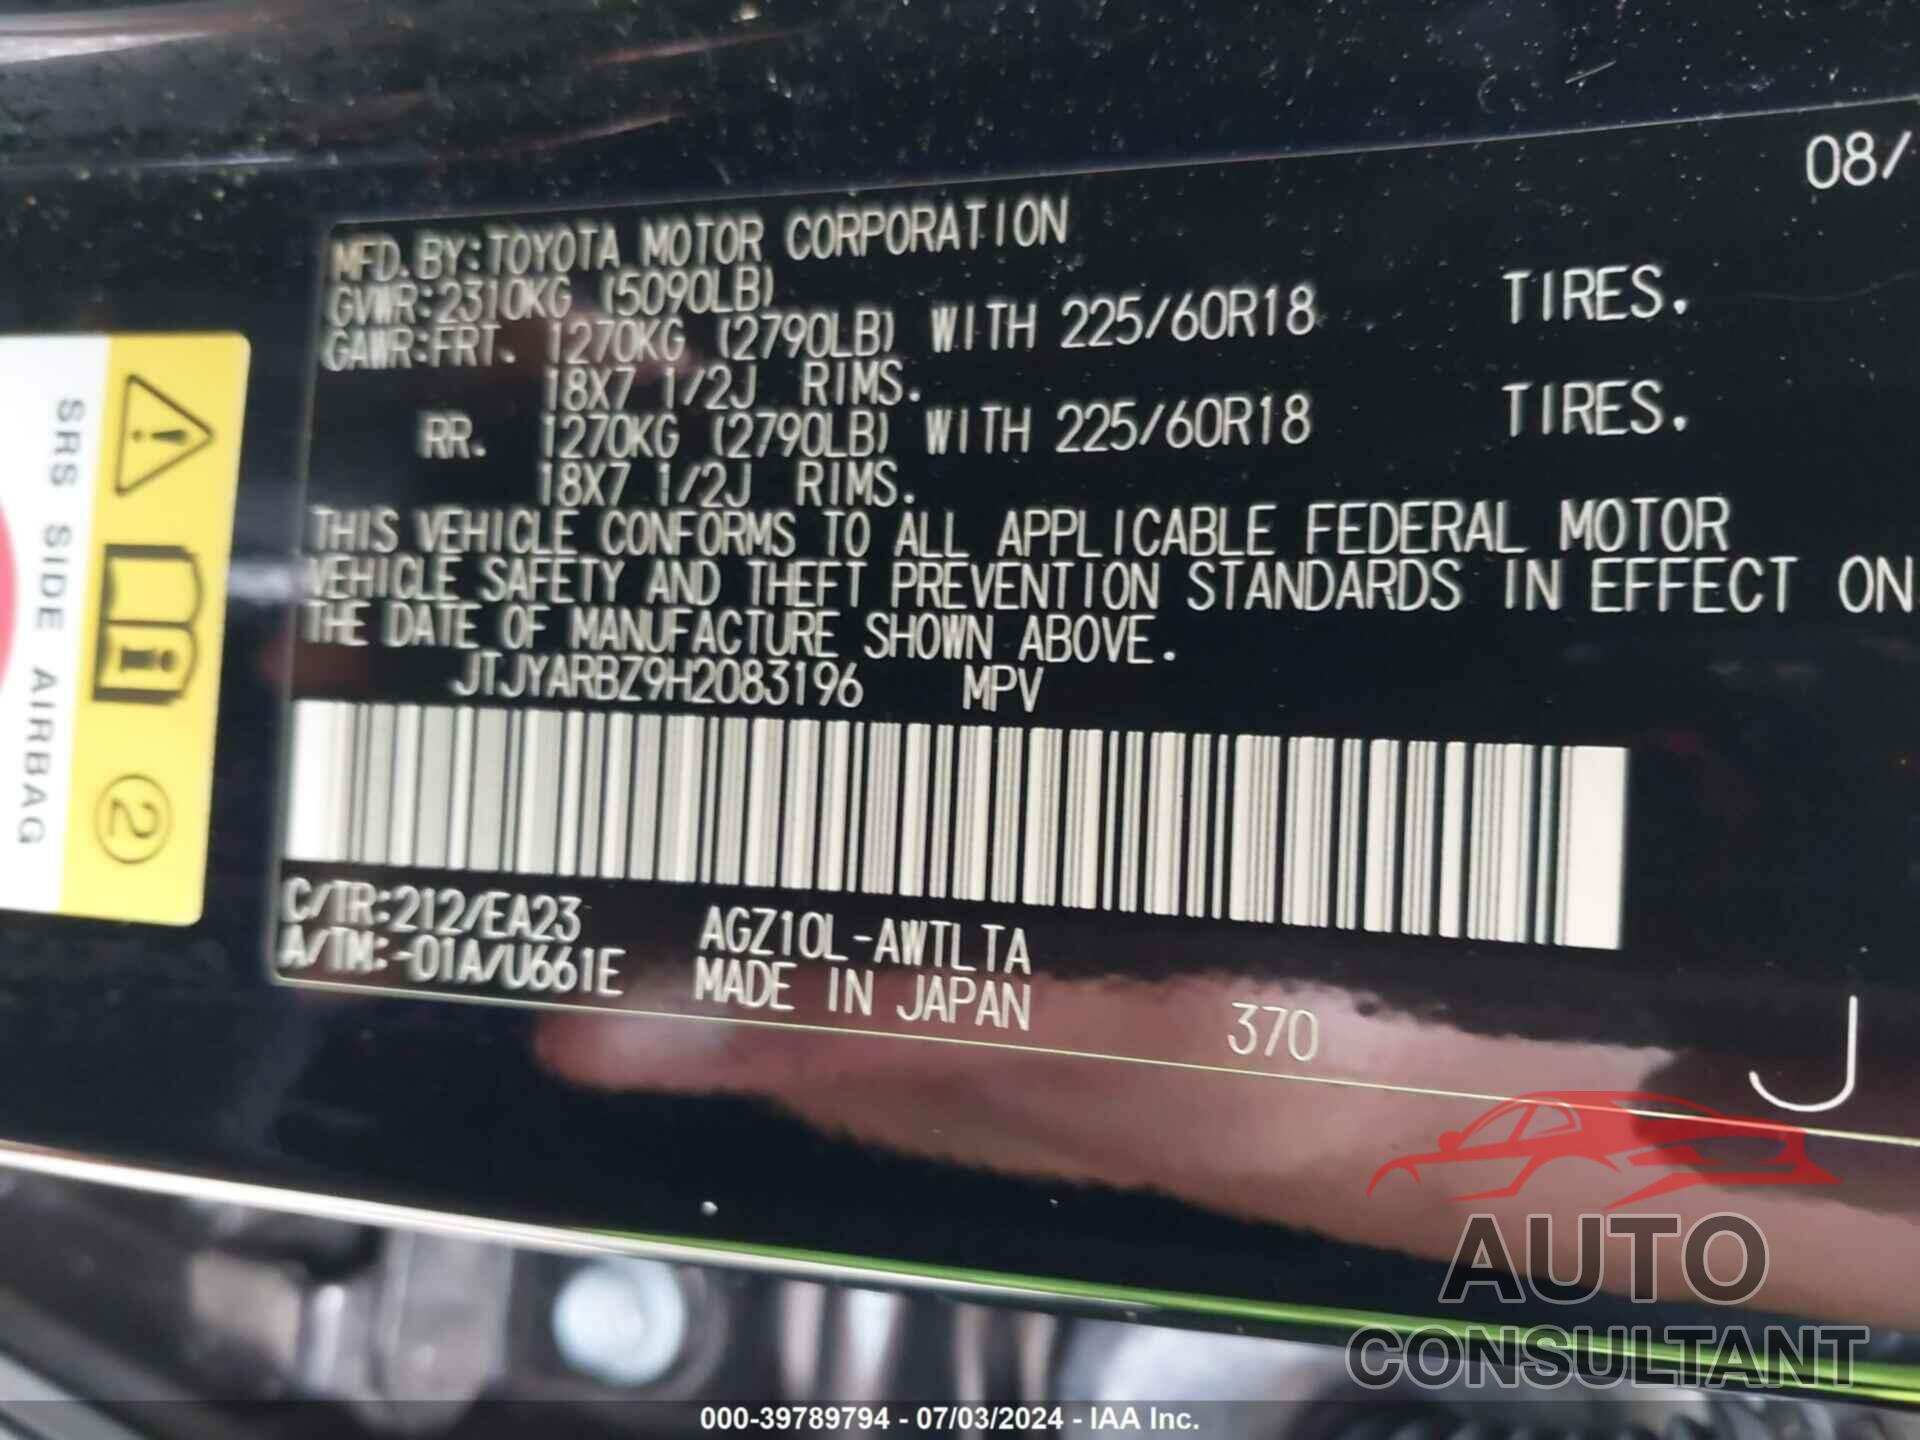 08/
MFD. BY: TOYOTA MOTOR CORPORATION
GVWR: 2310KG (5090LB)
GAWR: FRT. 1270KG (2790LB) WITH 225/60R18 TIRES.
18X7 1/2J RIMS.
RR. 1270KG (2790LB) WITH 225/60R18 TIRES.
18X7 1/2J RIMS.
THIS VEHICLE CONFORMS TO ALL APPLICABLE FEDERAL MOTOR
VEHICLE SAFETY AND THEFT PREVENTION STANDARDS IN EFFECT ON
THE DATE OF MANUFACTURE SHOWN ABOVE.
JTJYARBZ9H2083196 MPV
C/TR: 212/EA23 AGZ10L-AWTLTA
A/TM: -01A/U661E MADE IN JAPAN
370
J
SRS SIDE AIRBAG
2
AUTO
CONSULTANT
000-39789794 - 07/03/2024 - IAA Inc.